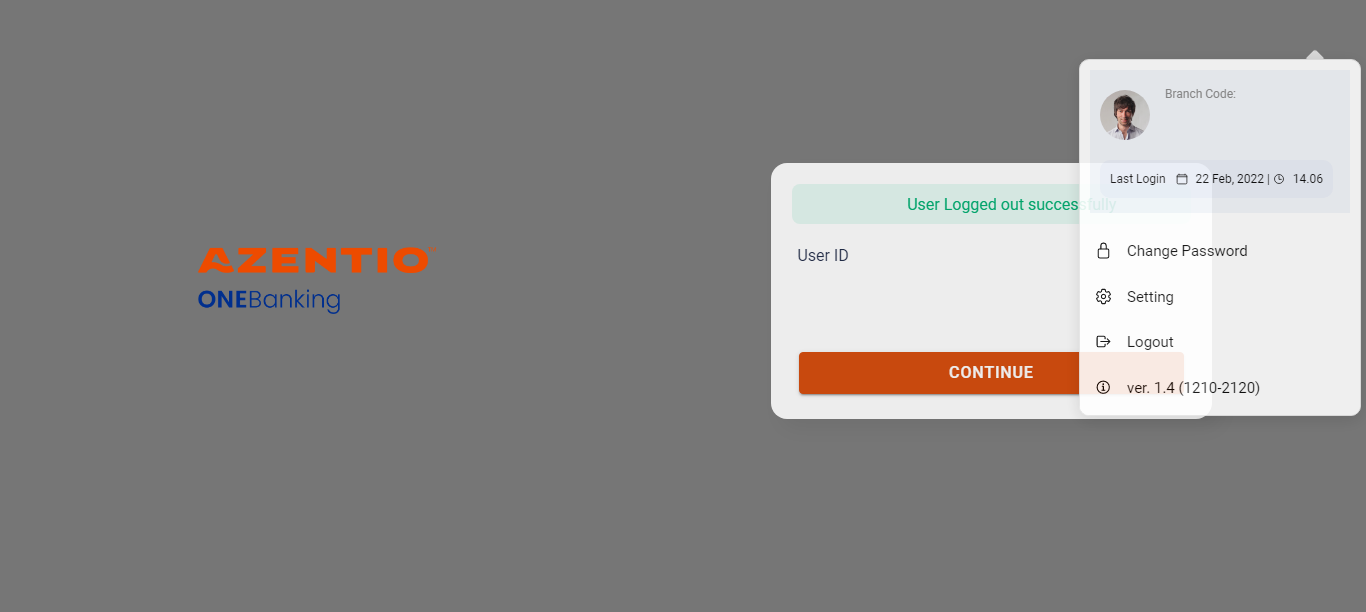 AZENTIO
ONEBanking
User Logged out successfully
User ID
CONTINUE
Branch Code:
Last Login 22 Feb, 2022 | 14.06
Change Password
Setting
Logout
ver. 1.4 (1210-2120)